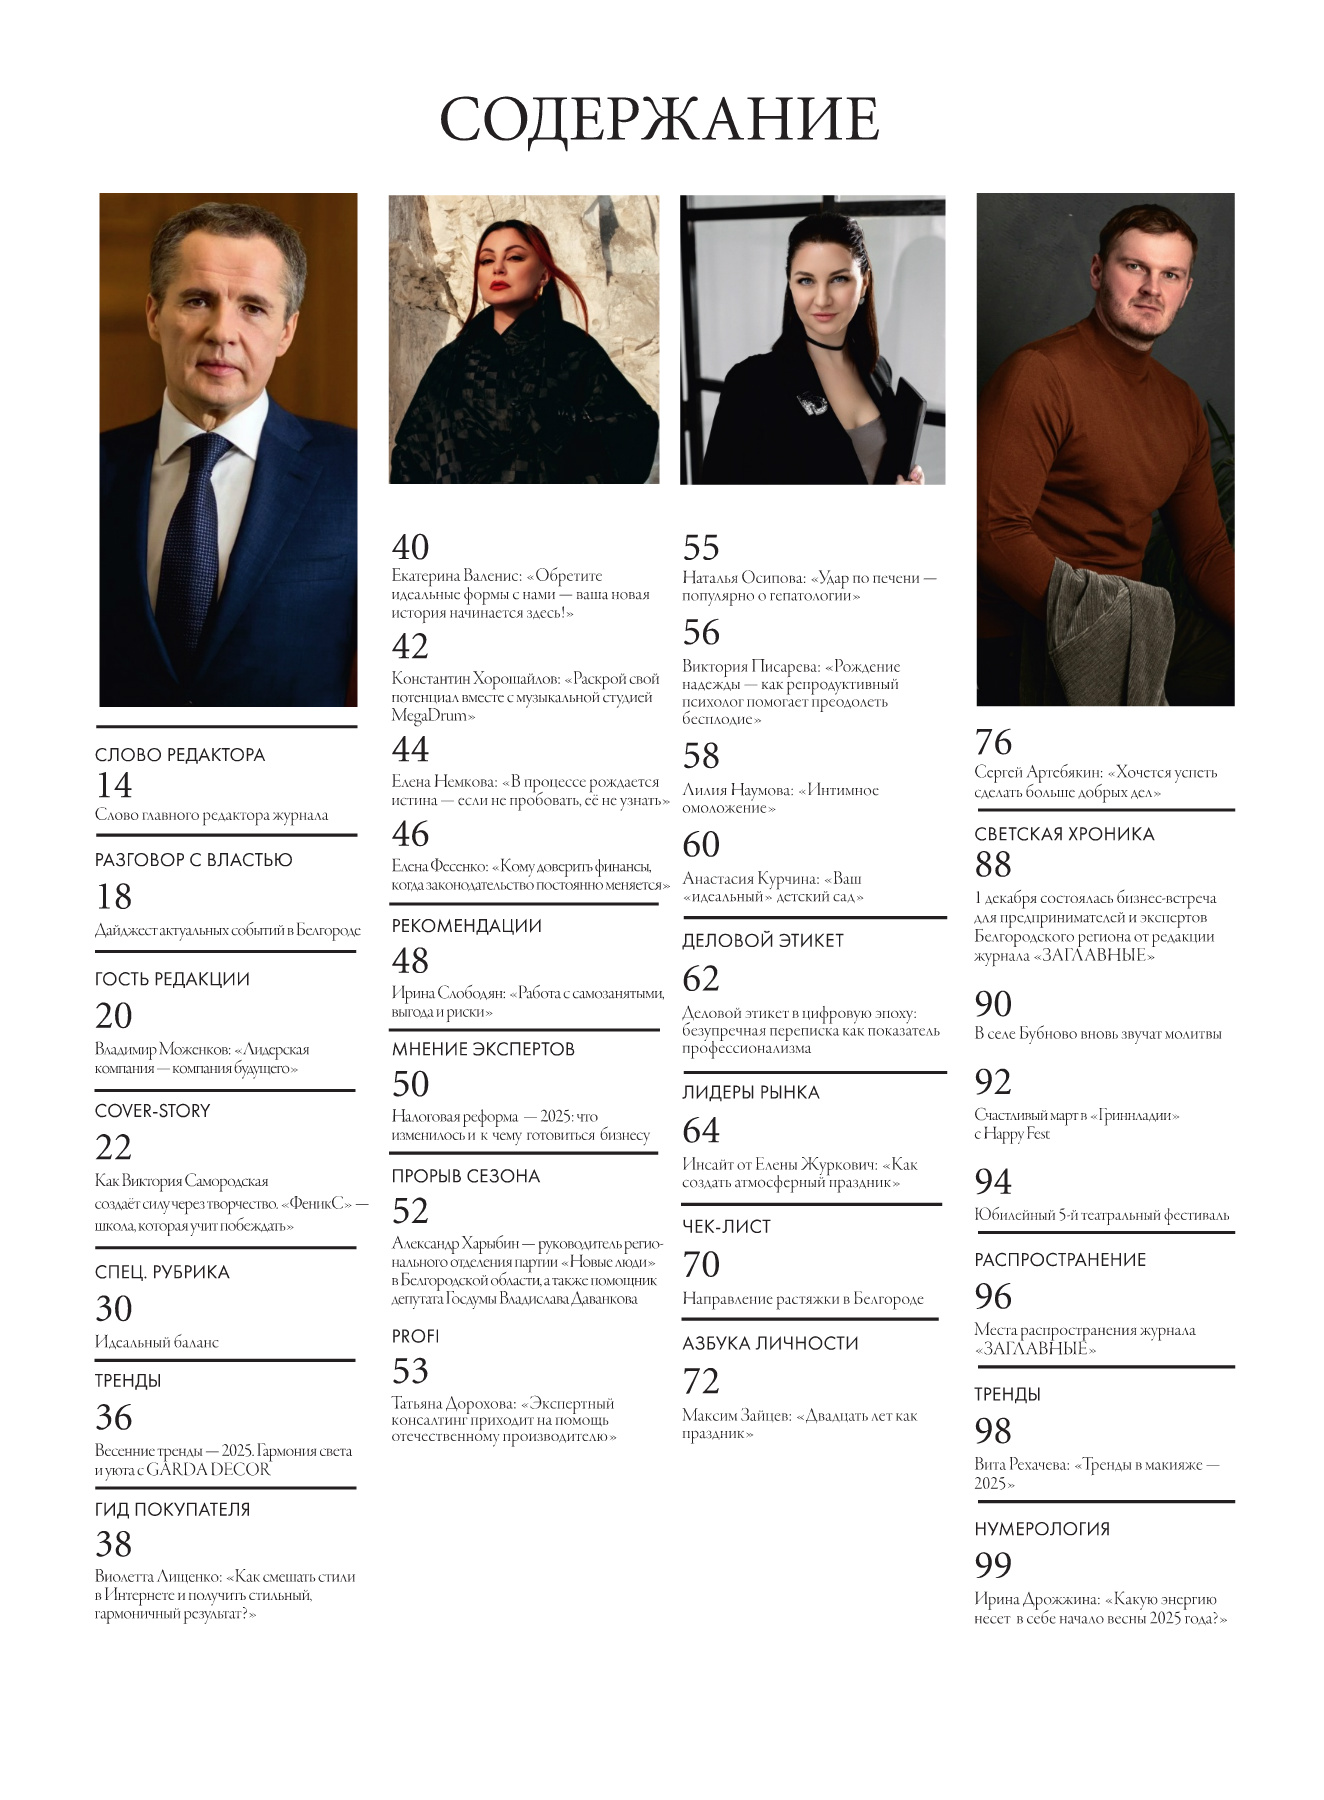 СОДЕРЖАНИЕ
СЛОВО РЕДАКТОРА
14
Слово главного редактора журнала
РАЗГОВОР С ВЛАСТЬЮ
18
Дайджест актуальных событий в Белгороде
ГОСТЬ РЕДАКЦИИ
20
Владимир Моженков: «Лидерская
компания — компания будущего»
COVER-STORY
22
Как Виктория Самородская
создаёт силу через творчество. «ФениkС» —
школа, которая учит побеждать»
СПЕЦ. РУБРИКА
30
Идеальный баланс
ТРЕНДЫ
36
Весенние тренды — 2025. Гармония света
и уюта с GARDA DECOR
ГИД ПОКУПАТЕЛЯ
38
Виолетта Лищенко: «Как смешать стили
в Интернете и получить стильный,
гармоничный результат?»
40
Екатерина Валенис: «Обретите
идеальные формы с нами — ваша новая
история начинается здесь!»
42
Константин Хорошайлов: «Раскрой свой
потенциал вместе с музыкальной студией
MegaDrum»
44
Елена Немкова: «В процессе рождается
истина — если не пробовать, её не узнать»
46
Елена Фесенко: «Кому доверить финансы,
когда законодательство постоянно меняется»
РЕКОМЕНДАЦИИ
48
Ирина Слободян: «Работа с самозанятыми,
выгода и риски»
МНЕНИЕ ЭКСПЕРТОВ
50
Налоговая реформа — 2025: что
изменилось и к чему готовиться бизнесу
ПРОРЫВ СЕЗОНА
52
Александр Харыбин — руководитель регио-
нального отделения партии «Новые люди»
в Белгородской области, а также помощник
депутата Госдумы Владислава Даванкова
PROFI
53
Татьяна Дорохова: «Экспертный
консалтинг приходит на помощь
отечественному производителю»
55
Наталья Осипова: «Удар по печени —
популярно о гепатологии»
56
Виктория Писарева: «Рождение
надежды — как репродуктивный
психолог помогает преодолеть
бесплодие»
58
Лилия Наумова: «Интимное
омоложение»
60
Анастасия Курчина: «Ваш
«идеальный» детский сад»
ДЕЛОВОЙ ЭТИКЕТ
62
Деловой этикет в цифровую эпоху:
безупречная переписка как показатель
профессионализма
ЛИДЕРЫ РЫНКА
64
Инсайт от Елены Журкович: «Как
создать атмосферный праздник»
ЧЕК-ЛИСТ
70
Направление растяжки в Белгороде
АЗБУКА ЛИЧНОСТИ
72
Максим Зайцев: «Двадцать лет как
праздник»
76
Сергей Артебякин: «Хочется успеть
сделать больше добрых дел»
СВЕТСКАЯ ХРОНИКА
88
1 декабря состоялась бизнес-встреча
для предпринимателей и экспертов
Белгородского региона от редакции
журнала «ЗАГЛАВНЫЕ»
90
В селе Бубново вновь звучат молитвы
92
Счастливый март в «Гринпладии»
с Happy Fest
94
Юбилейный 5-й театральный фестиваль
РАСПРОСТРАНЕНИЕ
96
Места распространения журнала
«ЗАГЛАВНЫЕ»
ТРЕНДЫ
98
Вита Рехачева: «Тренды в макияже —
2025»
НУМЕРОЛОГИЯ
99
Ирина Дрожжина: «Какую энергию
несет в себе начало весны 2025 года?»